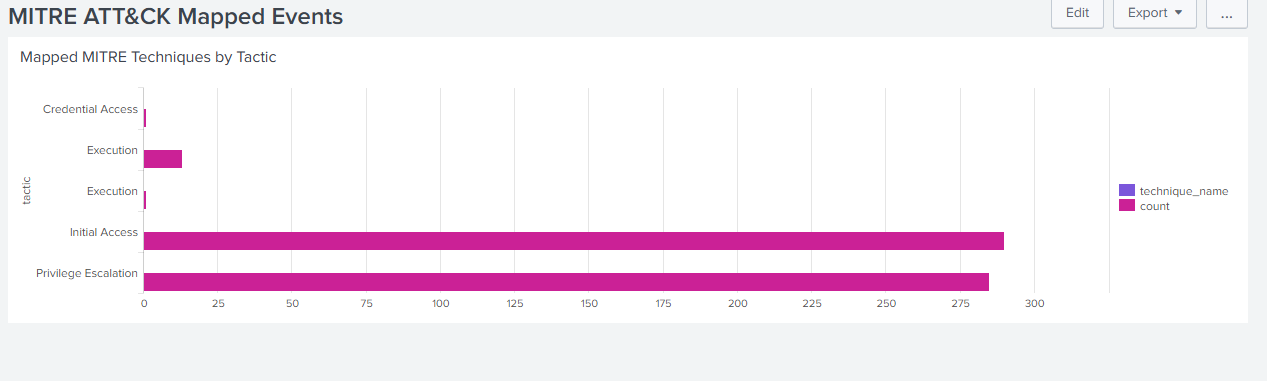 MITRE ATT&CK Mapped Events
Edit
Export
...
Mapped MITRE Techniques by Tactic
tactic
Credential Access
Execution
Execution
Initial Access
Privilege Escalation
0 25 50 75 100 125 150 175 200 225 250 275 300
technique_name
count